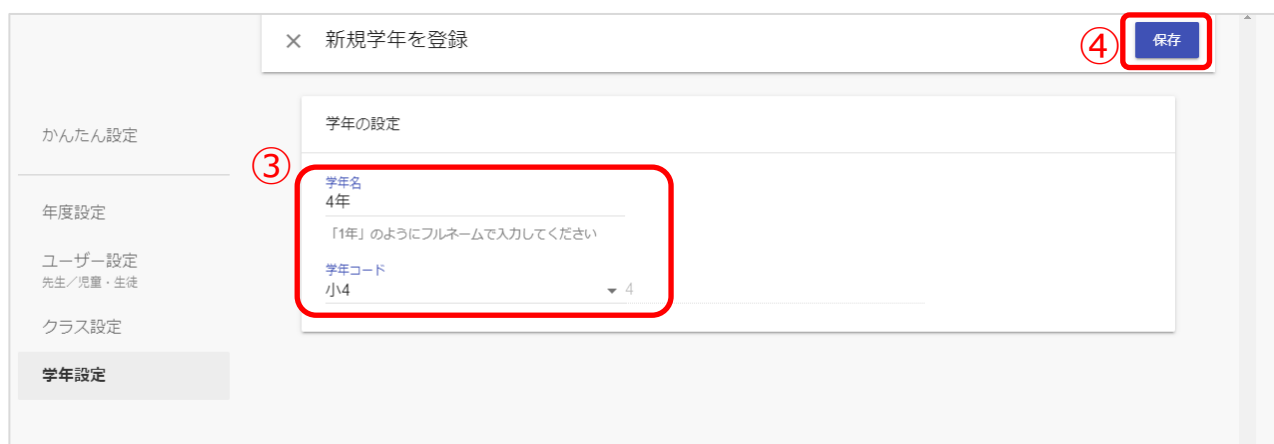 × 新規学年を登録
④ 保存
かんたん設定
年度設定
ユーザー設定
先生／児童・生徒
クラス設定
学年設定
学年の設定
③
学年名
4年
「1年」のようにフルネームで入力してください
学年コード
小4 4